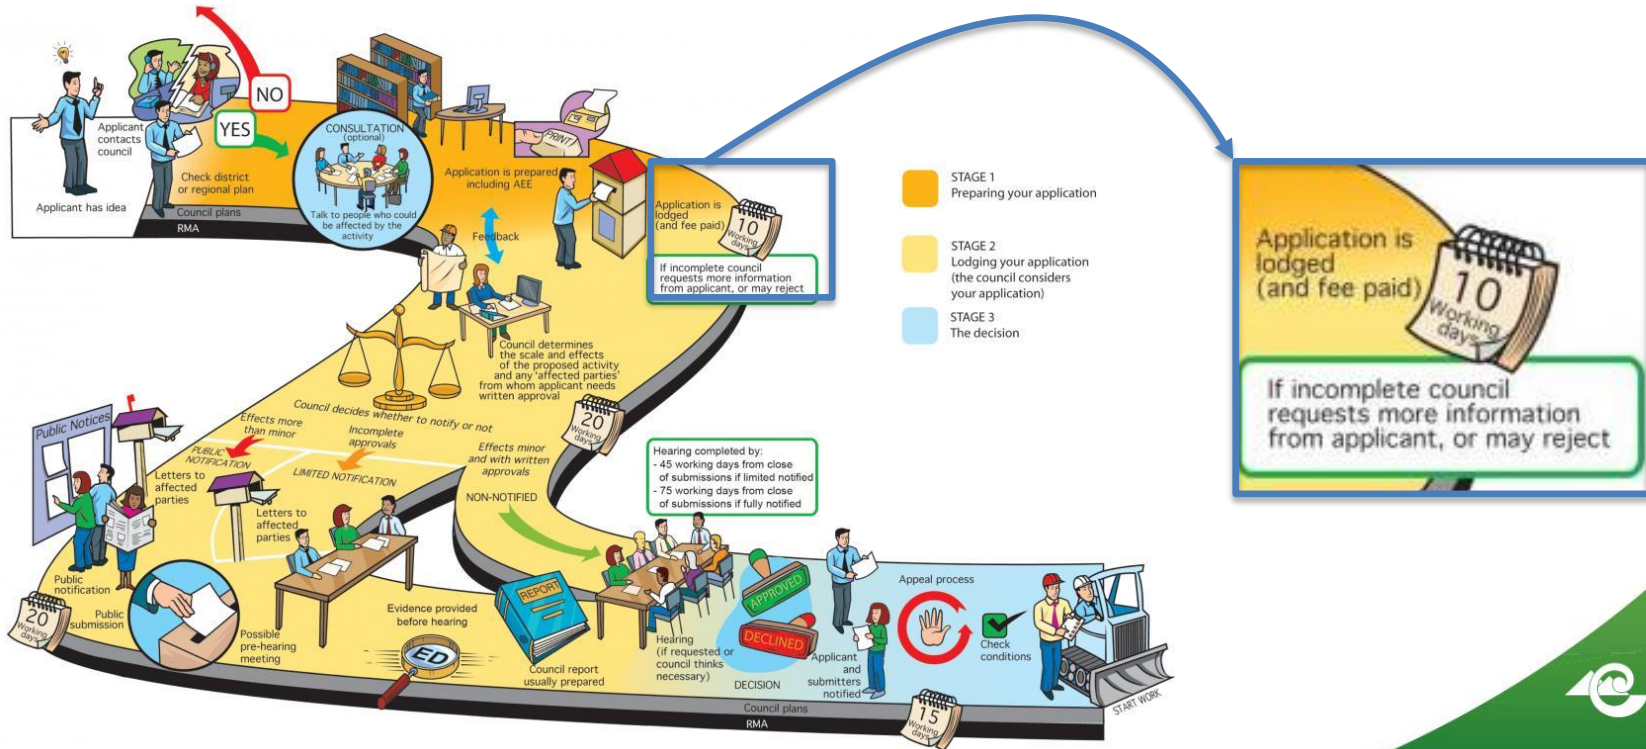 NO
YES
Applicant
contacts
council
Applicant has idea
Check district
or regional plan
Council plans
RMA
CONSULTATION
(optional)
Talk to people who could
be affected by the
activity
Application is prepared
including AEE
PRINT!
Feedback
Application is
lodged
(and fee paid)
10
Working
days
If incomplete council
requests more information
from applicant, or may reject
STAGE 1
Preparing your application
STAGE 2
Lodging your application
(the council considers
your application)
STAGE 3
The decision
Application is
lodged
(and fee paid)
10
Working
days
If incomplete council
requests more information
from applicant, or may reject
Council determines
the scale and effects
of the proposed activity
and any 'affected parties'
from whom applicant needs
written approval
20
Working
days
Council decides whether to notify or not
Effects more
than minor
Incomplete
approvals
Effects minor
and with written
approvals
PUBLIC
NOTIFICATION
LIMITED NOTIFICATION
NON-NOTIFIED
Public Notices
Letters to
affected
parties
Letters to
affected
parties
Hearing completed by:
- 45 working days from close
of submissions if limited notified
- 75 working days from close
of submissions if fully notified
Public
notification
20
Working
days
Public
submission
Possible
pre-hearing
meeting
Evidence provided
before hearing
ED
REPORT
Council report
usually prepared
Hearing
(if requested or
council thinks
necessary)
APPROVED
DECLINED
DECISION
Applicant
and
submitters
notified
Appeal process
Check
conditions
START WORK
Council plans
RMA
15
Working
days